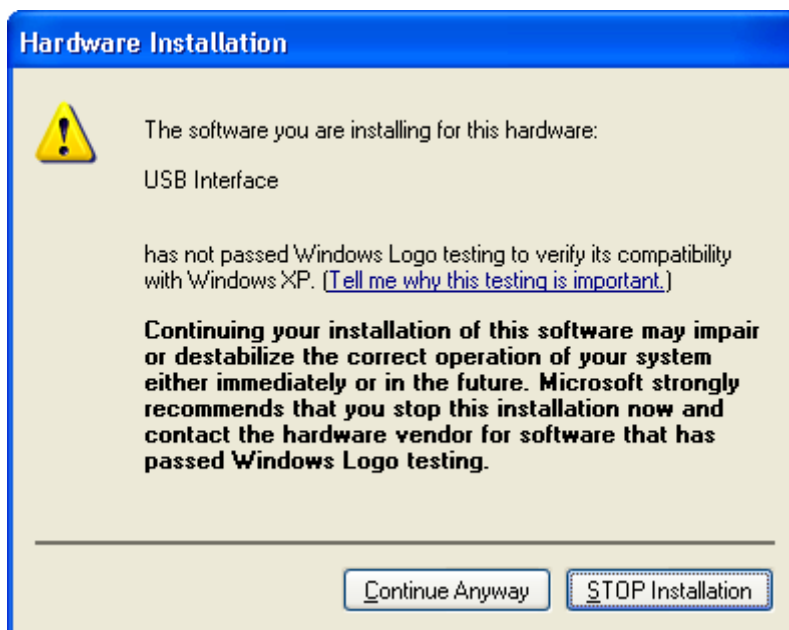 Hardware Installation
The software you are installing for this hardware:
USB Interface
has not passed Windows Logo testing to verify its compatibility
with Windows XP. (Tell me why this testing is important.)
Continuing your installation of this software may impair
or destabilize the correct operation of your system
either immediately or in the future. Microsoft strongly
recommends that you stop this installation now and
contact the hardware vendor for software that has
passed Windows Logo testing.
Continue Anyway
STOP Installation